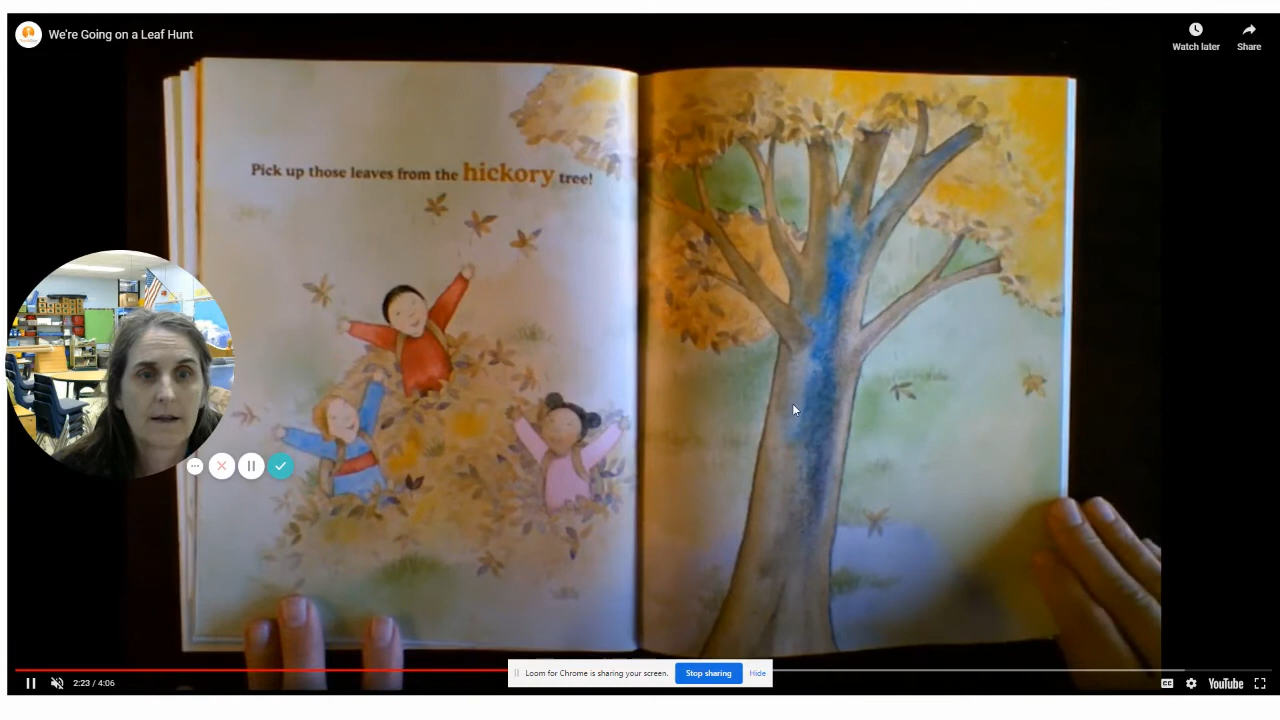 We're Going on a Leaf Hunt
Watch later
Share
Pick up those leaves from the hickory tree!
Loom for Chrome is sharing your screen.
Stop sharing
Hide
2:23 / 4:06
CC
YouTube